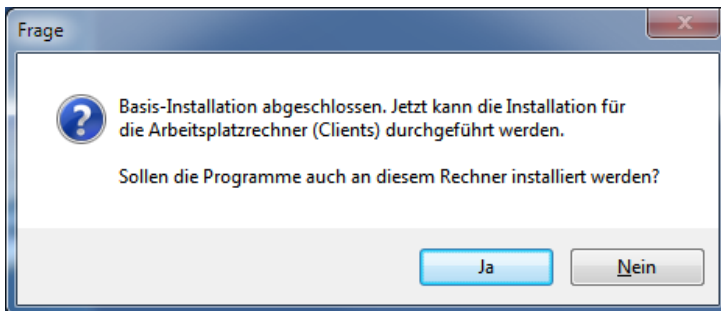 Frage
Basis-Installation abgeschlossen. Jetzt kann die Installation für
die Arbeitsplatzrechner (Clients) durchgeführt werden.
Sollen die Programme auch an diesem Rechner installiert werden?
Ja
Nein